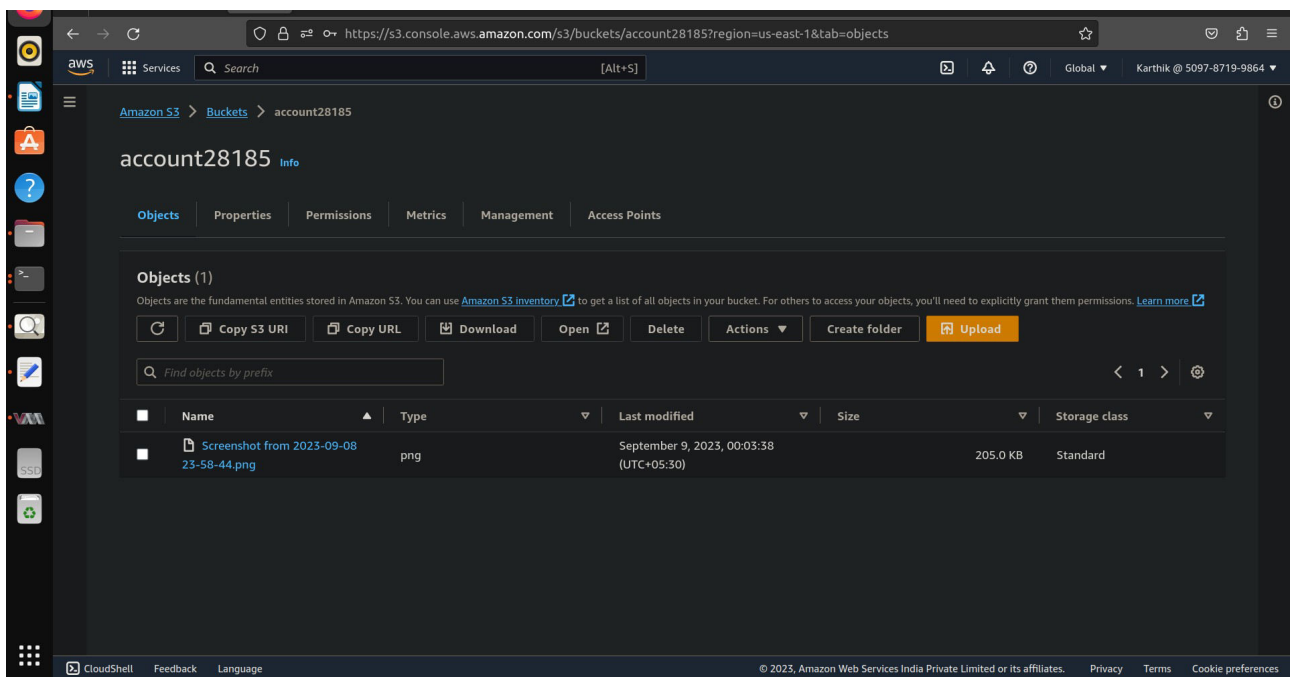 https://s3.console.aws.amazon.com/s3/buckets/account28185?region=us-east-1&tab=objects
aws Services Search [Alt+S] Global Karthik @ 5097-8719-9864
Amazon S3 > Buckets > account28185
account28185 Info
Objects Properties Permissions Metrics Management Access Points
Objects (1)
Objects are the fundamental entities stored in Amazon S3. You can use Amazon S3 inventory to get a list of all objects in your bucket. For others to access your objects, you'll need to explicitly grant them permissions. Learn more
Copy S3 URI Copy URL Download Open Delete Actions Create folder Upload
Find objects by prefix 1
Name Type Last modified Size Storage class
Screenshot from 2023-09-08
23-58-44.png
png
September 9, 2023, 00:03:38
(UTC+05:30)
205.0 KB
Standard
SSD
CloudShell Feedback Language © 2023, Amazon Web Services India Private Limited or its affiliates. Privacy Terms Cookie preferences